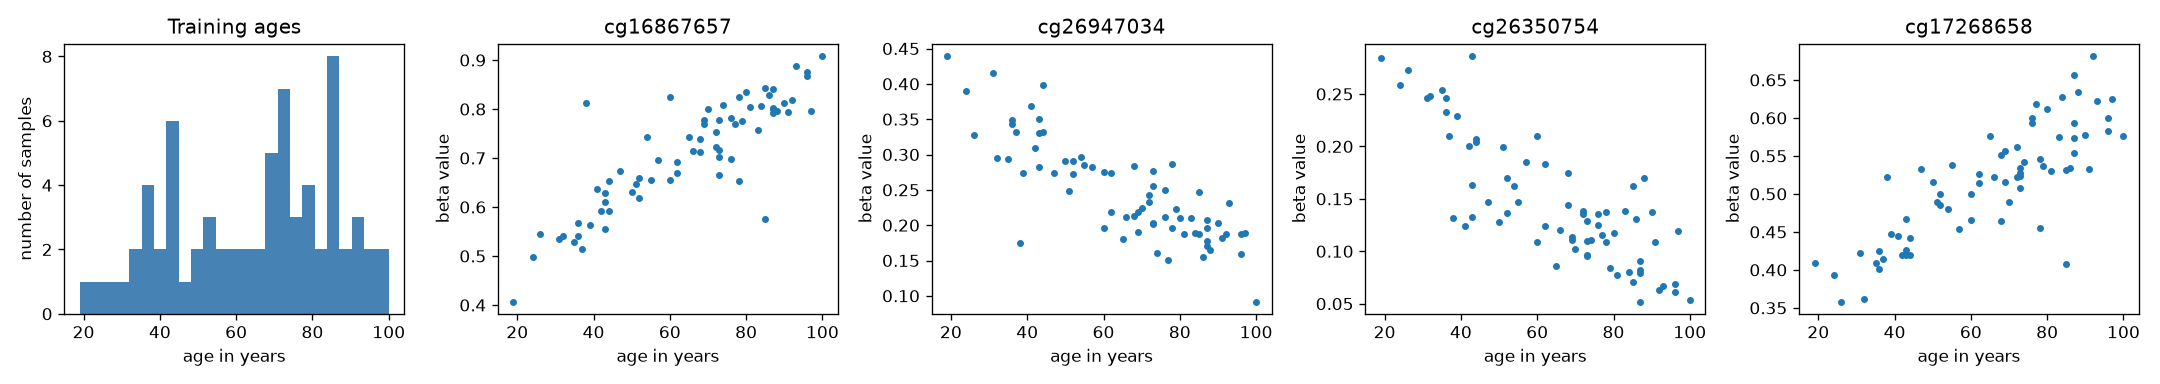 Training ages
number of samples
8
6
4
2
0
20 40 60 80 100
age in years
cg16867657
beta value
0.9
0.8
0.7
0.6
0.5
0.4
20 40 60 80 100
age in years
cg26947034
beta value
0.45
0.40
0.35
0.30
0.25
0.20
0.15
0.10
20 40 60 80 100
age in years
cg26350754
beta value
0.25
0.20
0.15
0.10
0.05
20 40 60 80 100
age in years
cg17268658
beta value
0.65
0.60
0.55
0.50
0.45
0.40
0.35
20 40 60 80 100
age in years